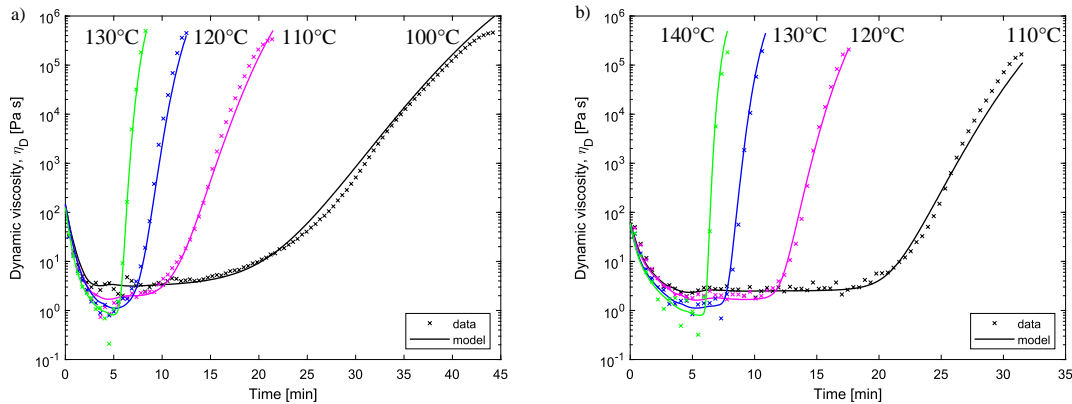 a)
130°C 120°C 110°C 100°C
10^6
10^5
10^4
10^3
10^2
10^1
10^0
10^-1
Dynamic viscosity, η_D [Pa s]
0 5 10 15 20 25 30 35 40 45
Time [min]
× data
model
b)
140°C 130°C 120°C 110°C
10^6
10^5
10^4
10^3
10^2
10^1
10^0
10^-1
Dynamic viscosity, η_D [Pa s]
0 5 10 15 20 25 30 35
Time [min]
× data
model